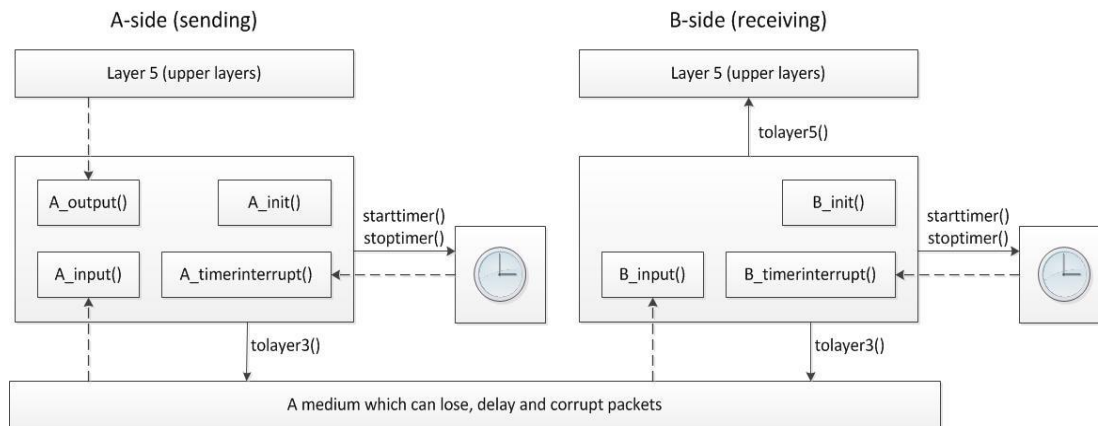 A-side (sending)
B-side (receiving)
Layer 5 (upper layers)
Layer 5 (upper layers)
tolayer5()
A_output()
A_init()
B_init()
starttimer()
stoptimer()
starttimer()
stoptimer()
A_input()
A_timerinterrupt()
B_input()
B_timerinterrupt()
tolayer3()
tolayer3()
A medium which can lose, delay and corrupt packets